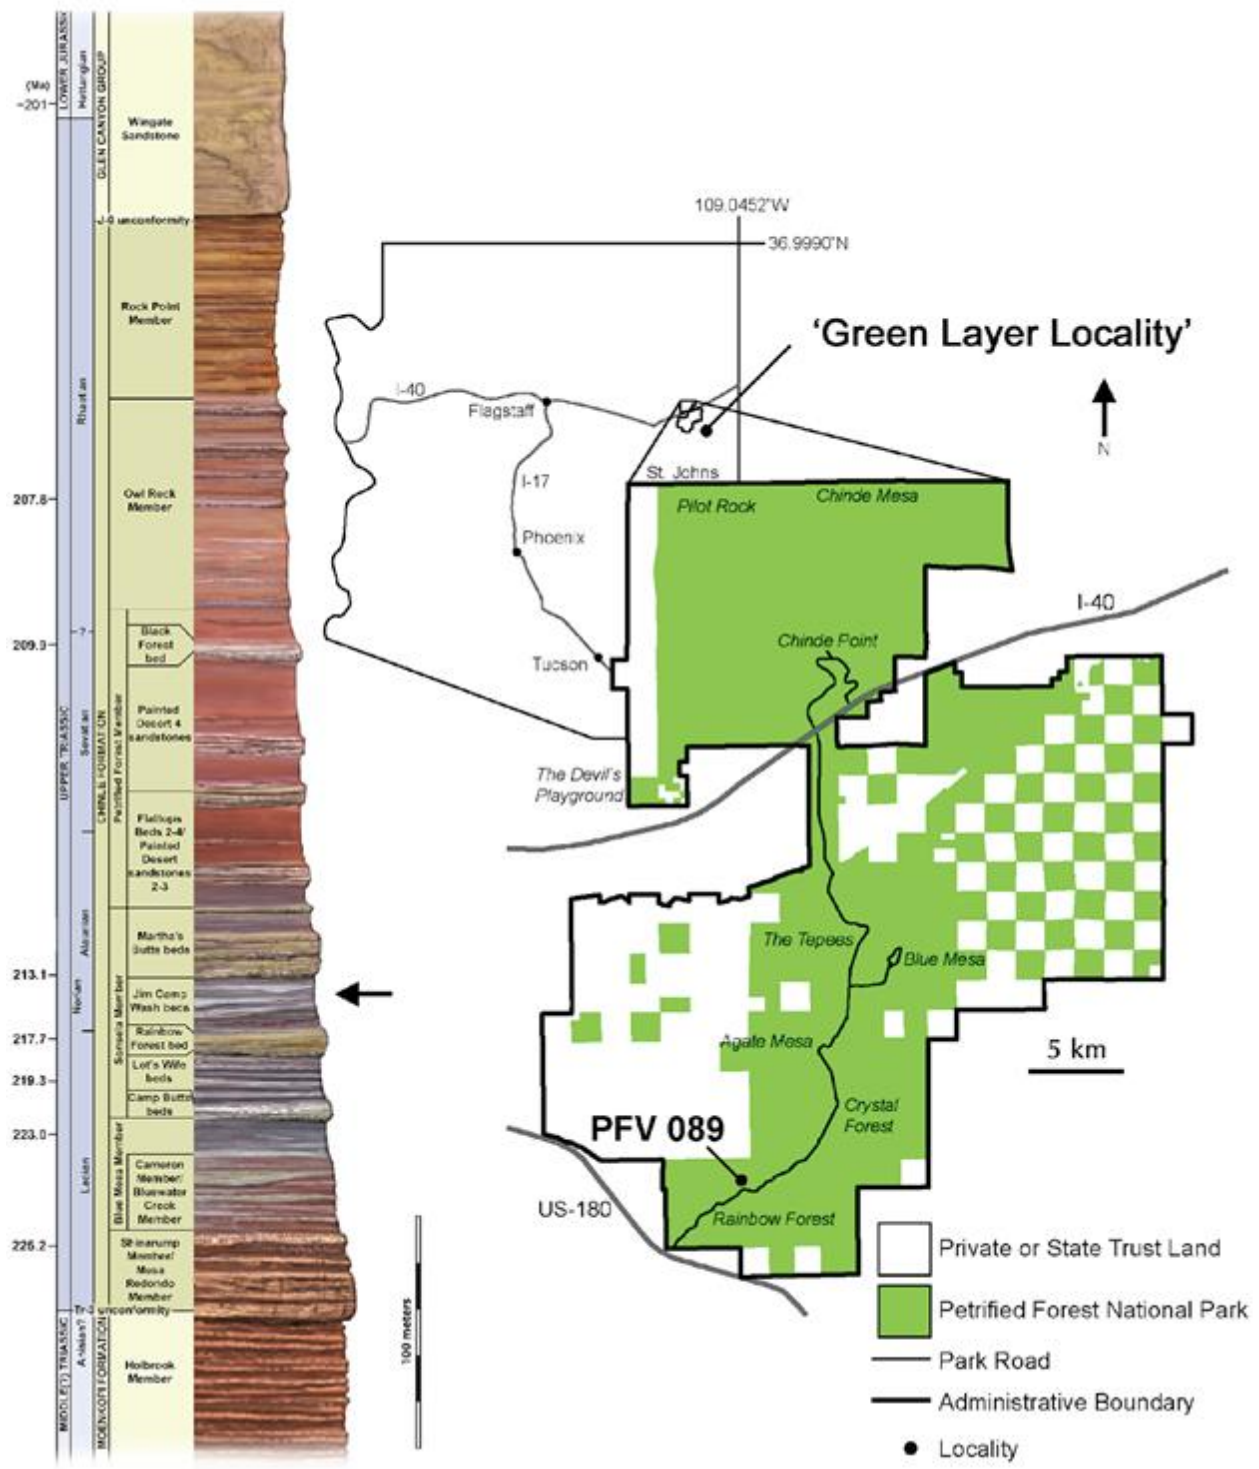 (Ma)
~201
LOWER JURASSIC
Hettangian
GLEN CANYON GROUP
Wingate
Sandstone
J-0 unconformity
Rock Point
Member
Rhaetian
207.8
Owl Rock
Member
?
209.3
Black
Forest
bed
UPPER TRIASSIC
Sevatian
CHINLE FORMATION
Petrified Forest Member
Painted
Desert 4
sandstones
Flattops
Beds 2-4/
Painted
Desert
sandstones
2-3
Alaunian
Norian
Martha's
Butts beds
213.1
Sonsela Member
Jim Camp
Wash beds
217.7
Rainbow
Forest bed
219.3
Lot's Wife
beds
Camp Butte
beds
223.0
Lacian
Blue Mesa Member
Cameron
Member/
Bluewater
Creek
Member
225.2
Shinarump
Member/
Mesa
Redondo
Member
Tr-3 unconformity
MIDDLE(?) TRIASSIC
Anisian?
MOENKOPI FORMATION
Holbrook
Member
100 meters
109.0452°W
36.9990°N
'Green Layer Locality'
N
I-40
Flagstaff
I-17
Phoenix
Tucson
St. Johns
Pilot Rock
Chinde Mesa
I-40
Chinde Point
The Devil's
Playground
The Tepees
Blue Mesa
Agate Mesa
5 km
Crystal
Forest
PFV 089
US-180
Rainbow Forest
Private or State Trust Land
Petrified Forest National Park
Park Road
Administrative Boundary
Locality